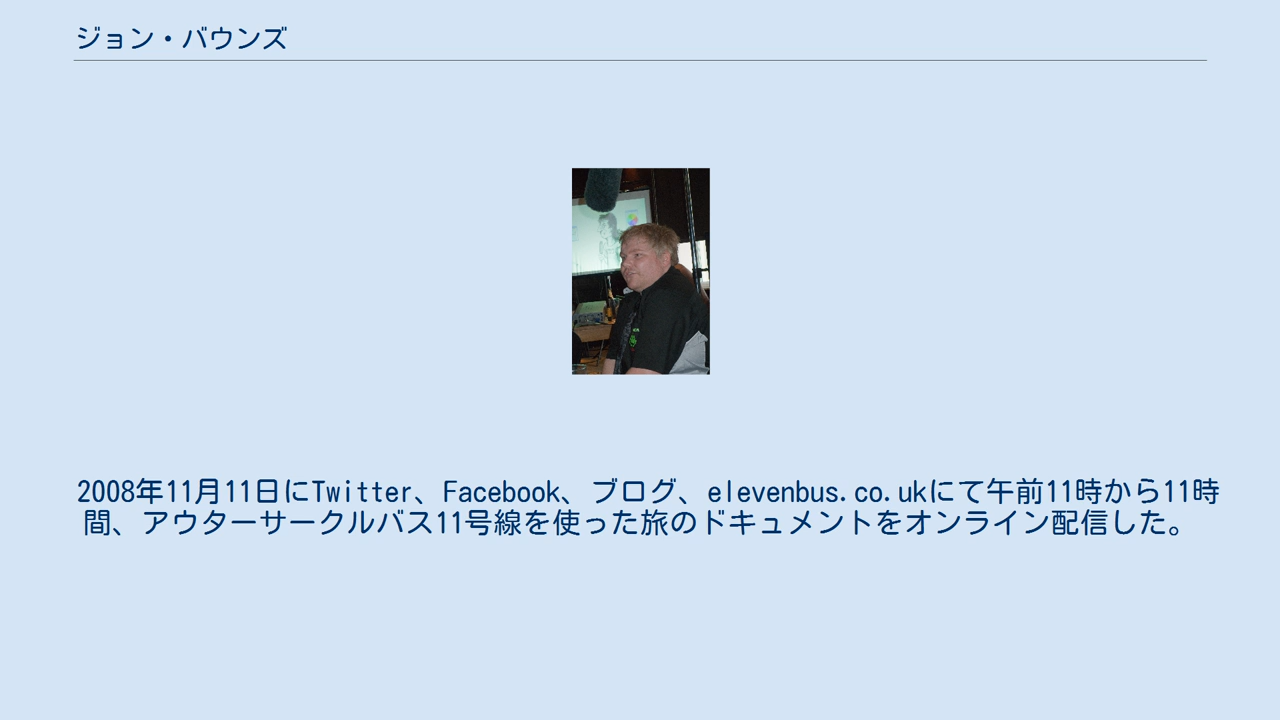 ジョン・バウンズ
2008年11月11日にTwitter、Facebook、ブログ、elevenbus.co.ukにて午前11時から11時
間、アウターサークルバス11号線を使った旅のドキュメントをオンライン配信した。